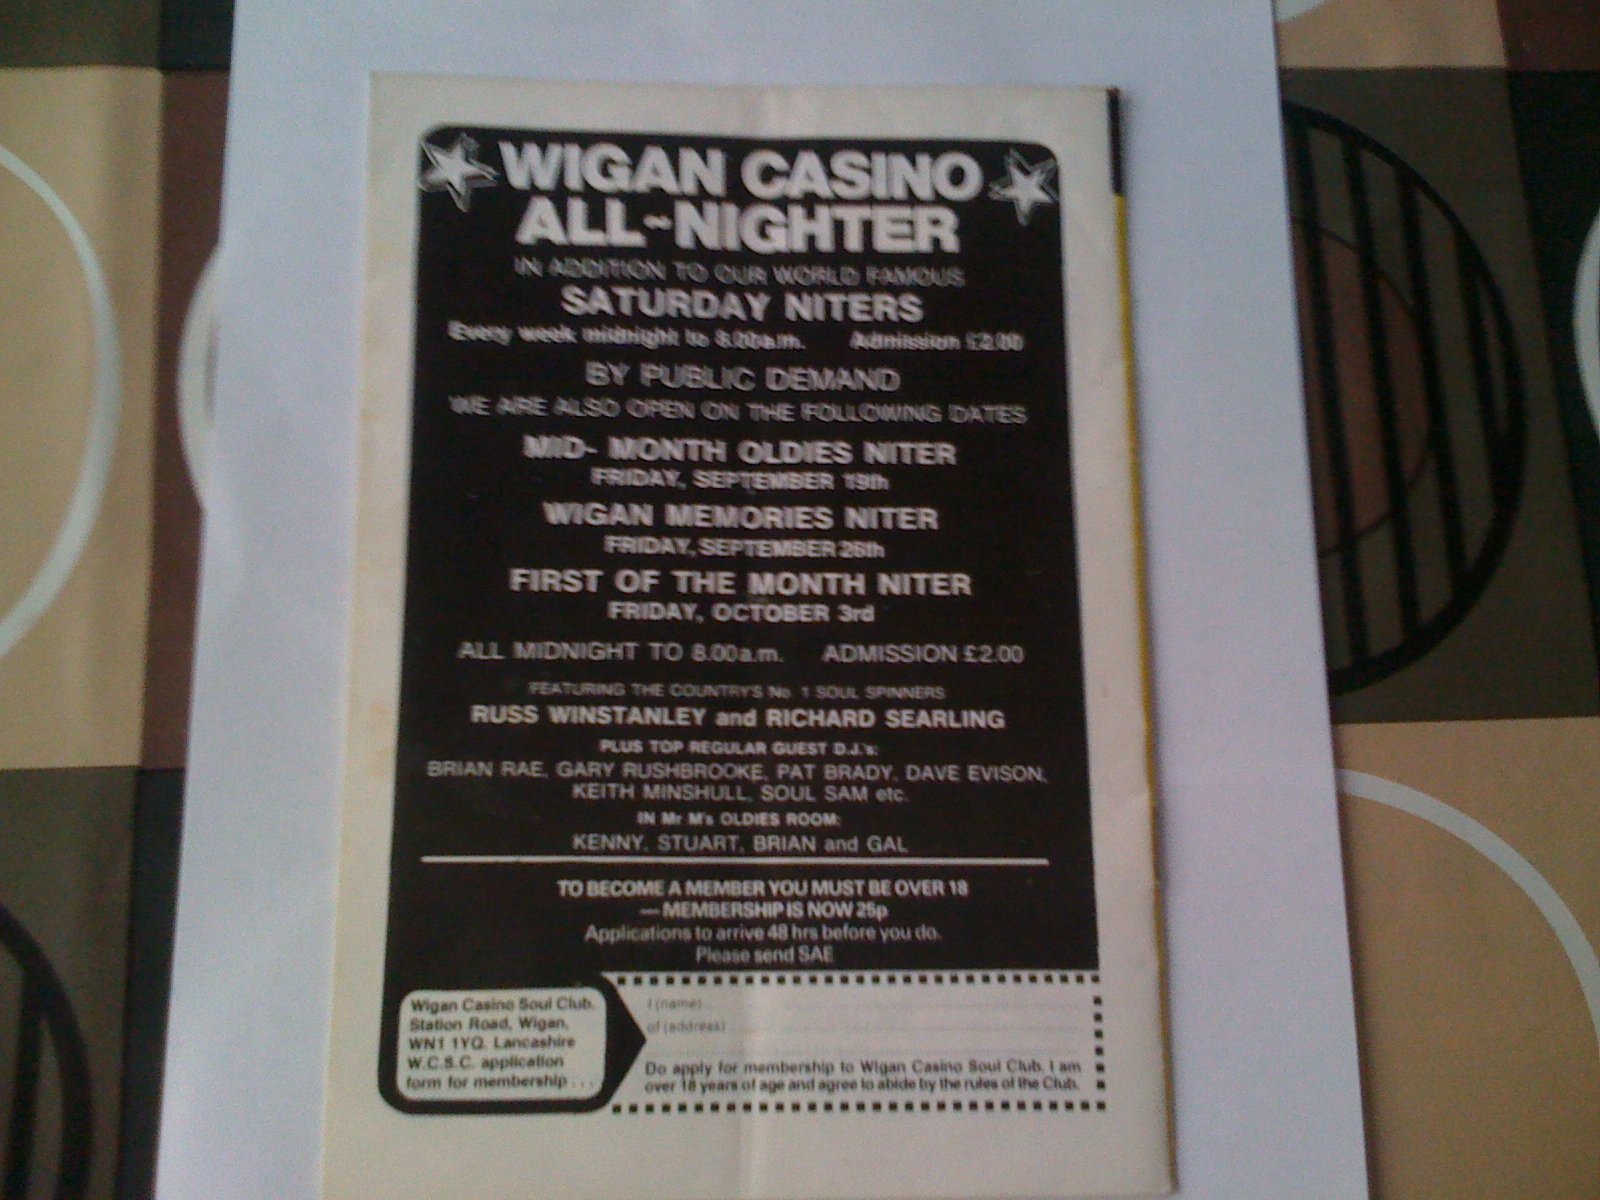 WIGAN CASINO
ALL-NIGHTER
IN ADDITION TO OUR WORLD FAMOUS
SATURDAY NITERS
Every week midnight to 8.00a.m. Admission £2.00
BY PUBLIC DEMAND
WE ARE ALSO OPEN ON THE FOLLOWING DATES
MID- MONTH OLDIES NITER
FRIDAY, SEPTEMBER 19th
WIGAN MEMORIES NITER
FRIDAY, SEPTEMBER 26th
FIRST OF THE MONTH NITER
FRIDAY, OCTOBER 3rd
ALL MIDNIGHT TO 8.00a.m. ADMISSION £2.00
FEATURING THE COUNTRY'S No. 1 SOUL SPINNERS
RUSS WINSTANLEY and RICHARD SEARLING
PLUS TOP REGULAR GUEST D.J.'s:
BRIAN RAE, GARY RUSHBROOKE, PAT BRADY, DAVE EVISON,
KEITH MINSHULL, SOUL SAM etc.
IN Mr M's OLDIES ROOM:
KENNY, STUART, BRIAN and GAL
TO BECOME A MEMBER YOU MUST BE OVER 18
— MEMBERSHIP IS NOW 25p
Applications to arrive 48 hrs before you do.
Please send SAE
Wigan Casino Soul Club.
Station Road, Wigan,
WN1 1YQ. Lancashire
W.C.S.C. application
form for membership . . .
I (name)
of (address)
Do apply for membership to Wigan Casino Soul Club. I am
over 18 years of age and agree to abide by the rules of the Club.